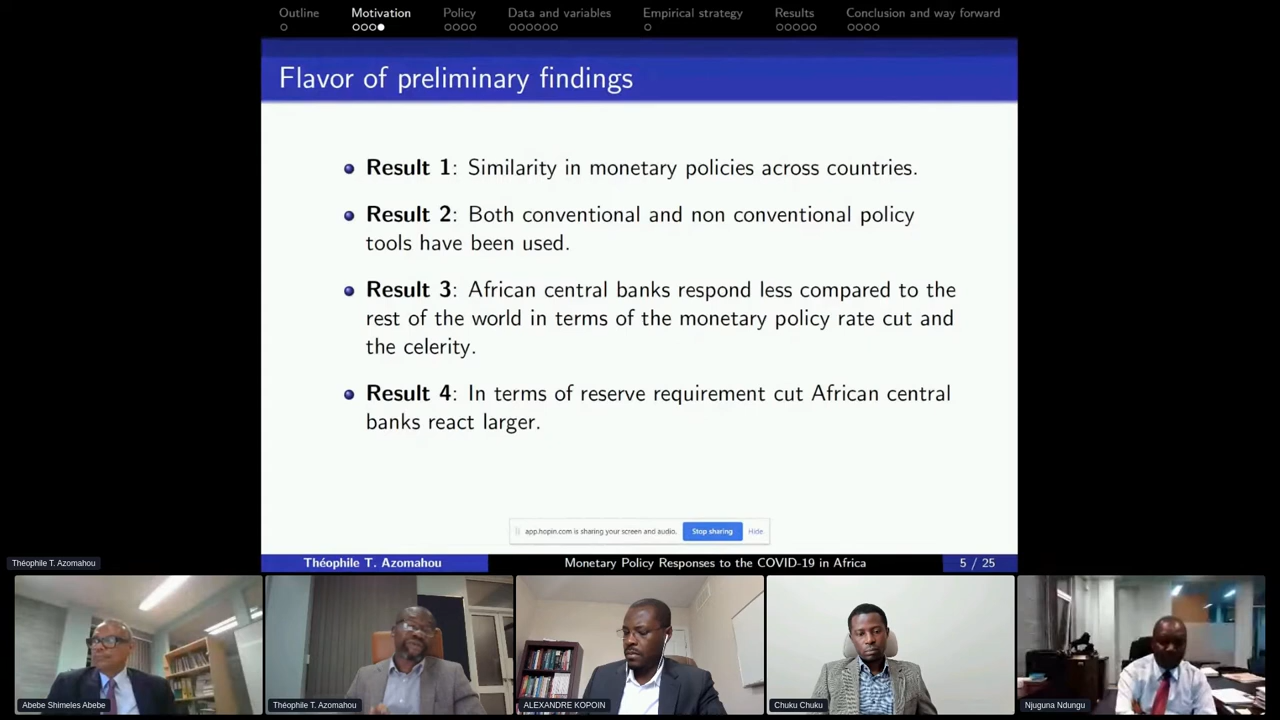 Outline
Motivation
Policy
Data and variables
Empirical strategy
Results
Conclusion and way forward
Flavor of preliminary findings
Result 1: Similarity in monetary policies across countries.
Result 2: Both conventional and non conventional policy
tools have been used.
Result 3: African central banks respond less compared to the
rest of the world in terms of the monetary policy rate cut and
the celerity.
Result 4: In terms of reserve requirement cut African central
banks react larger.
app.hopin.com is sharing your screen and audio.
Stop sharing
Hide
Théophile T. Azomahou
Monetary Policy Responses to the COVID-19 in Africa
5 / 25
Théophile T. Azomahou
Abebe Shimeles Abebe
Théophile T. Azomahou
ALEXANDRE KOPOIN
Chuku Chuku
Njuguna Ndungu